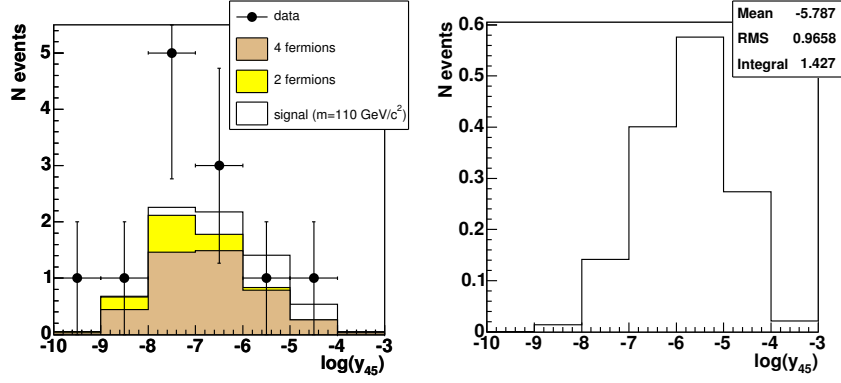 N events
5
4
3
2
1
0
-10 -9 -8 -7 -6 -5 -4 -3
log(y45)
data
4 fermions
2 fermions
signal (m=110 GeV/c²)
N events
0.6
0.5
0.4
0.3
0.2
0.1
0
-10 -9 -8 -7 -6 -5 -4 -3
log(y45)
Mean -5.787
RMS 0.9658
Integral 1.427